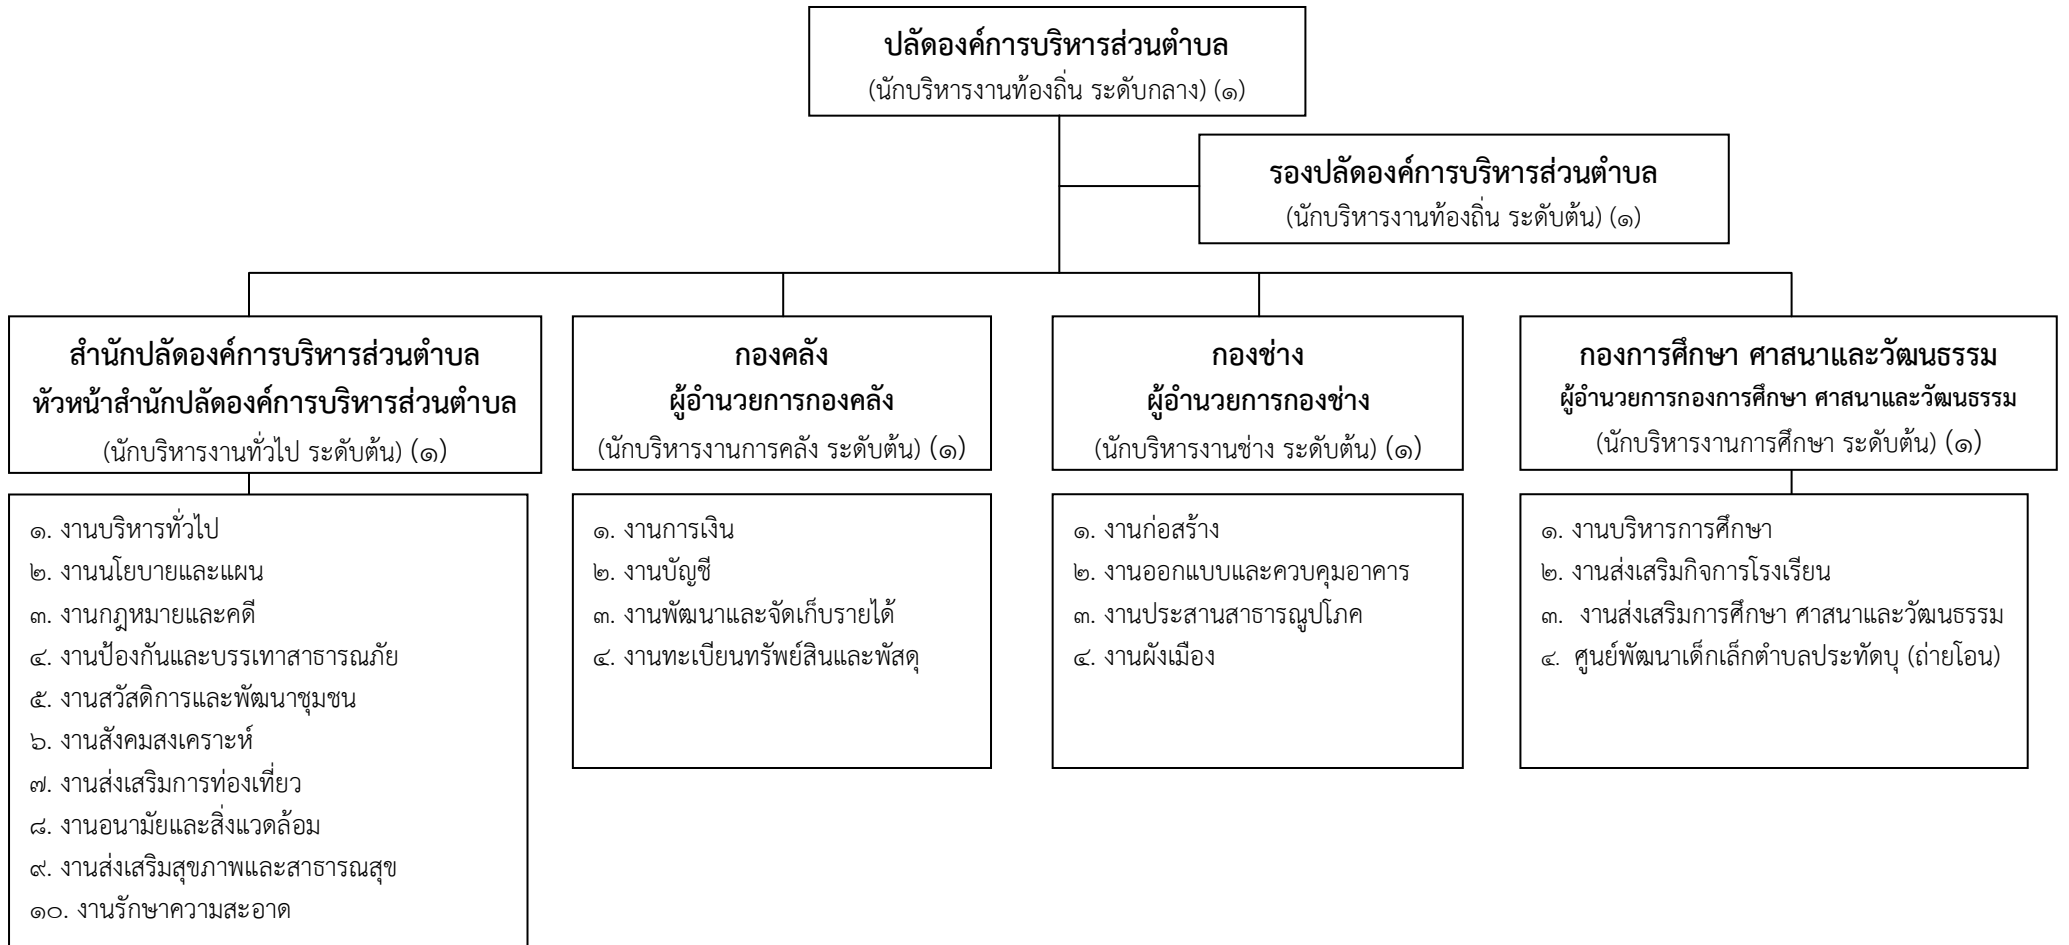 ปลัดองค์การบริหารส่วนตำบล
(นักบริหารงานท้องถิ่น ระดับกลาง) (๑)
รองปลัดองค์การบริหารส่วนตำบล
(นักบริหารงานท้องถิ่น ระดับต้น) (๑)
สำนักปลัดองค์การบริหารส่วนตำบล
หัวหน้าสำนักปลัดองค์การบริหารส่วนตำบล
(นักบริหารงานทั่วไป ระดับต้น) (๑)
กองคลัง
ผู้อำนวยการกองคลัง
(นักบริหารงานการคลัง ระดับต้น) (๑)
กองช่าง
ผู้อำนวยการกองช่าง
(นักบริหารงานช่าง ระดับต้น) (๑)
กองการศึกษา ศาสนาและวัฒนธรรม
ผู้อำนวยการกองการศึกษา ศาสนาและวัฒนธรรม
(นักบริหารงานการศึกษา ระดับต้น) (๑)
๑. งานบริหารทั่วไป
๒. งานนโยบายและแผน
๓. งานกฎหมายและคดี
๔. งานป้องกันและบรรเทาสาธารณภัย
๕. งานสวัสดิการและพัฒนาชุมชน
๖. งานสังคมสงเคราะห์
๗. งานส่งเสริมการท่องเที่ยว
๘. งานอนามัยและสิ่งแวดล้อม
๙. งานส่งเสริมสุขภาพและสาธารณสุข
๑๐. งานรักษาความสะอาด
๑. งานการเงิน
๒. งานบัญชี
๓. งานพัฒนาและจัดเก็บรายได้
๔. งานทะเบียนทรัพย์สินและพัสดุ
๑. งานก่อสร้าง
๒. งานออกแบบและควบคุมอาคาร
๓. งานประสานสาธารณูปโภค
๔. งานผังเมือง
๑. งานบริหารการศึกษา
๒. งานส่งเสริมกิจการโรงเรียน
๓. งานส่งเสริมการศึกษา ศาสนาและวัฒนธรรม
๔. ศูนย์พัฒนาเด็กเล็กตำบลประทัดบุ (ถ่ายโอน)